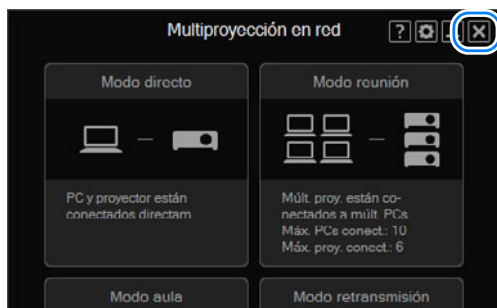 Multiproyección en red
?
Modo directo
Modo reunión
PC y proyector están
conectados directam.
Múlt. proy. están co-
nectados a múlt. PCs.
Máx. PCs conect.: 10
Máx. proy. conect.: 6
Modo aula
Modo retransmisión